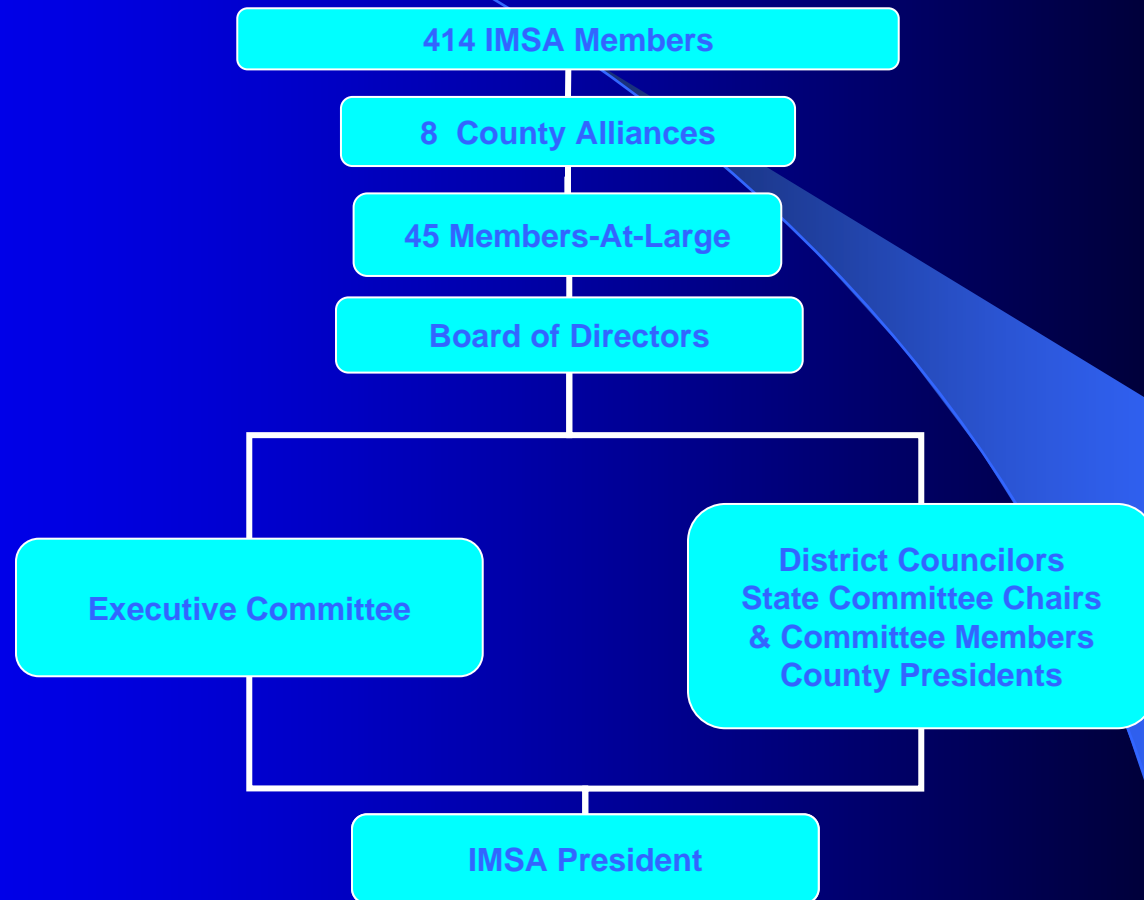 414 IMSA Members
8 County Alliances
45 Members-At-Large
Board of Directors
Executive Committee
District Councilors
State Committee Chairs
& Committee Members
County Presidents
IMSA President